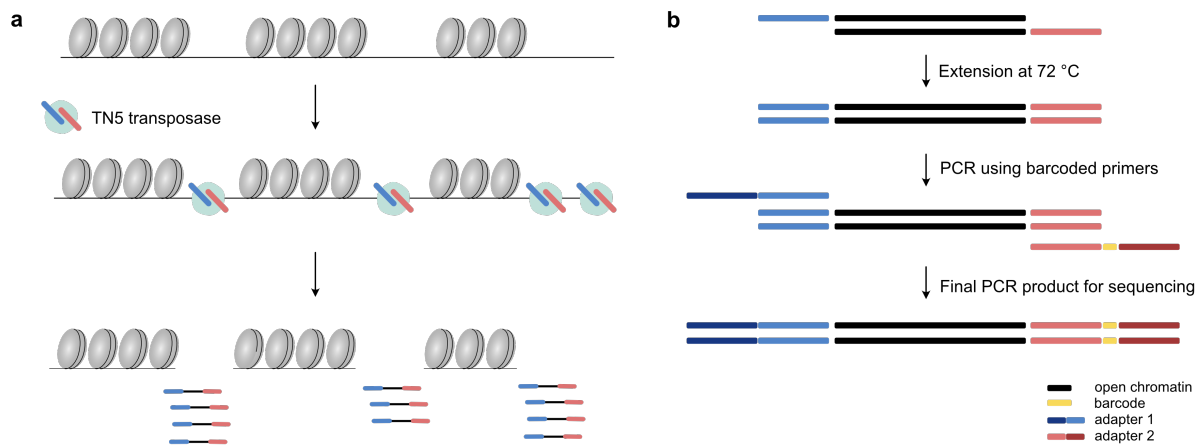 a
TN5 transposase
b
Extension at 72 °C
PCR using barcoded primers
Final PCR product for sequencing
open chromatin
barcode
adapter 1
adapter 2